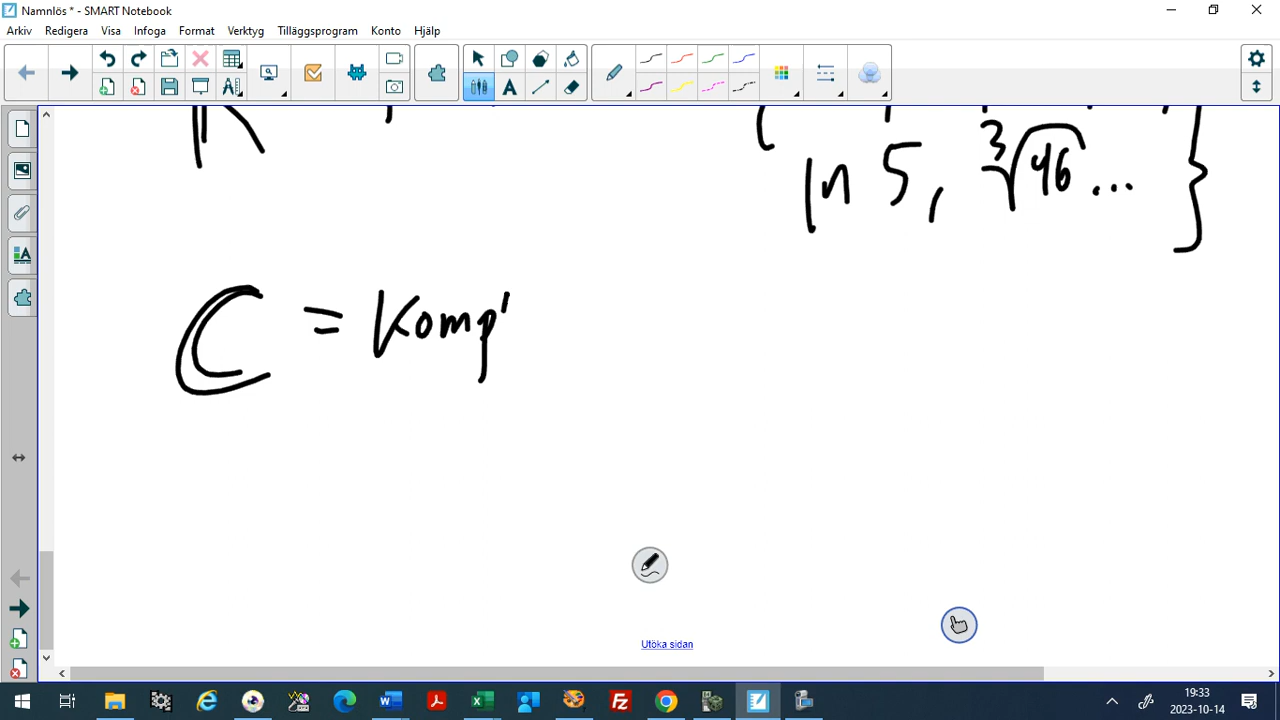 Namnlös * - SMART Notebook
Arkiv Redigera Visa Infoga Format Verktyg Tilläggsprogram Konto Hjälp
ln 5, ∛46 ... }
ℂ = Komp
Utöka sidan
19:33
2023-10-14